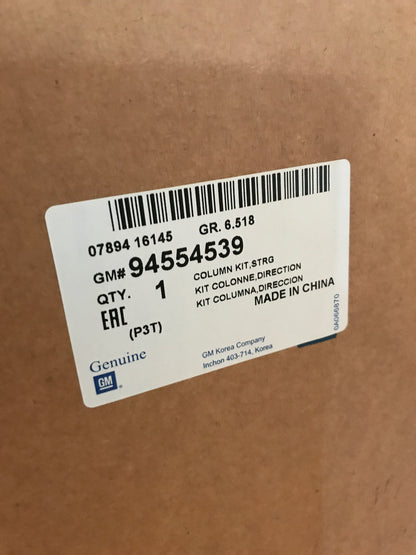 07894 16145 GR. 6.518
GM# 94554539
QTY. 1
COLUMN KIT,STRG
KIT COLONNE,DIRECTION
KIT COLUMNA,DIRECCION
MADE IN CHINA
EAC
(P3T)
Genuine
GM
GM Korea Company
Inchon 403-714, Korea
GA066870